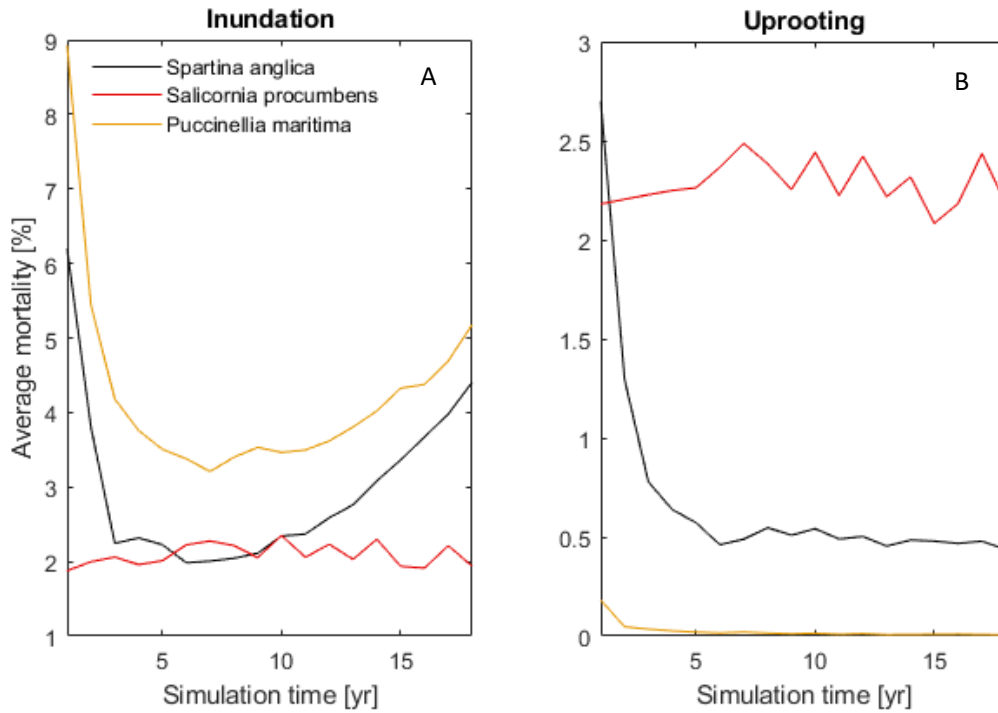 Inundation
A
Spartina anglica
Salicornia procumbens
Puccinellia maritima
Average mortality [%]
9
8
7
6
5
4
3
2
1
5
10
15
Simulation time [yr]
Uprooting
B
3
2.5
2
1.5
1
0.5
0
5
10
15
Simulation time [yr]